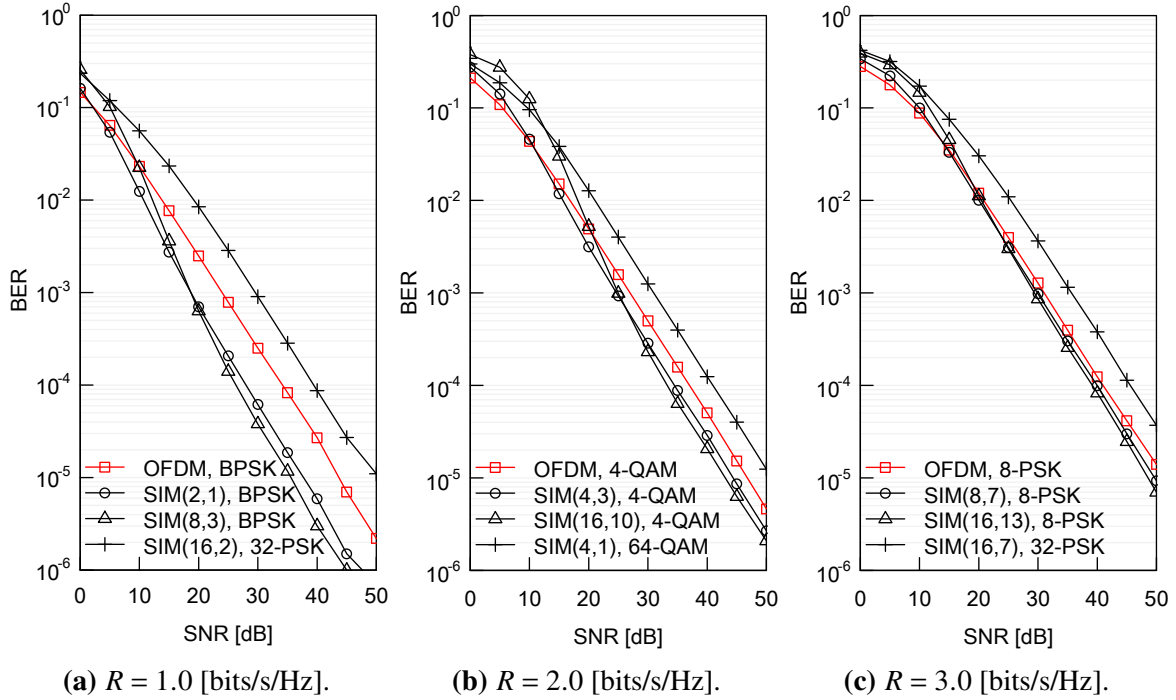 10^0
10^-1
10^-2
10^-3
10^-4
10^-5
10^-6
BER
OFDM, BPSK
SIM(2,1), BPSK
SIM(8,3), BPSK
SIM(16,2), 32-PSK
0 10 20 30 40 50
SNR [dB]
(a) R = 1.0 [bits/s/Hz].
10^0
10^-1
10^-2
10^-3
10^-4
10^-5
10^-6
BER
OFDM, 4-QAM
SIM(4,3), 4-QAM
SIM(16,10), 4-QAM
SIM(4,1), 64-QAM
0 10 20 30 40 50
SNR [dB]
(b) R = 2.0 [bits/s/Hz].
10^0
10^-1
10^-2
10^-3
10^-4
10^-5
10^-6
BER
OFDM, 8-PSK
SIM(8,7), 8-PSK
SIM(16,13), 8-PSK
SIM(16,7), 32-PSK
0 10 20 30 40 50
SNR [dB]
(c) R = 3.0 [bits/s/Hz].